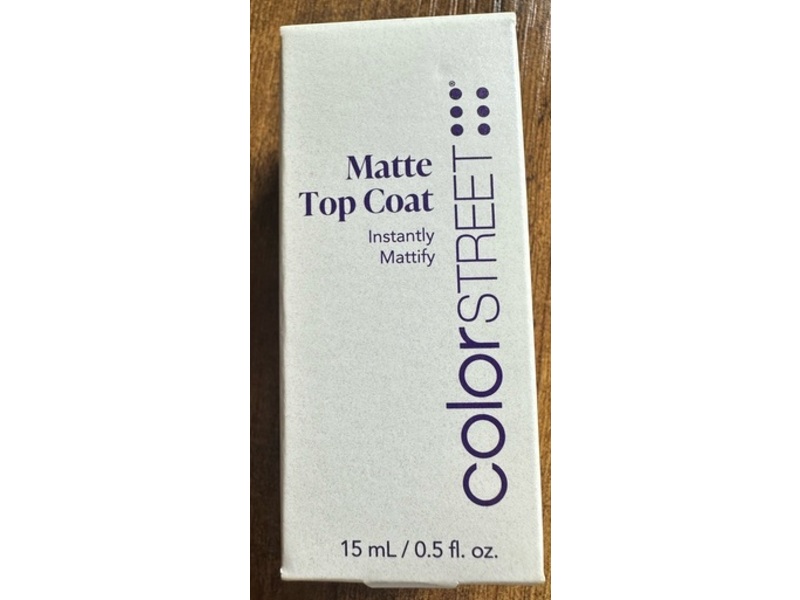 Matte
Top Coat
Instantly
Mattify
colorSTREET®
15 mL / 0.5 fl. oz.